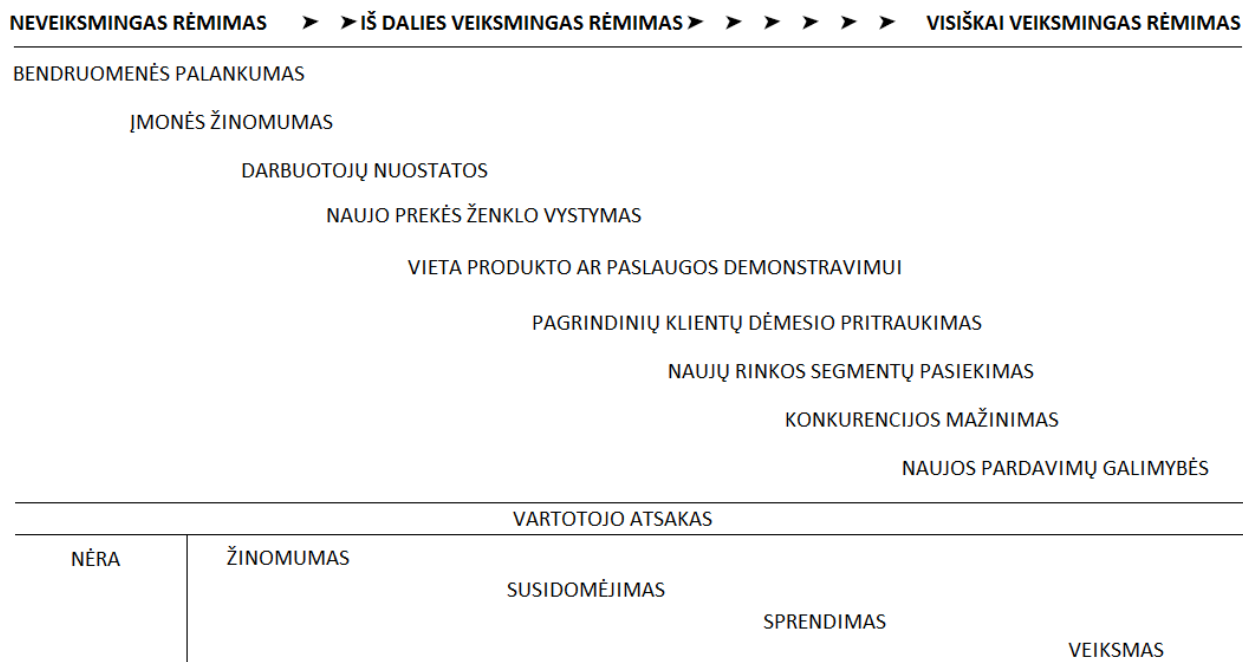 NEVEIKSMINGAS RĖMIMAS ➤ ➤ IŠ DALIES VEIKSMINGAS RĖMIMAS ➤ ➤ ➤ ➤ ➤ ➤ VISIŠKAI VEIKSMINGAS RĖMIMAS
BENDRUOMENĖS PALANKUMAS
ĮMONĖS ŽINOMUMAS
DARBUOTOJŲ NUOSTATOS
NAUJO PREKĖS ŽENKLO VYSTYMAS
VIETA PRODUKTO AR PASLAUGOS DEMONSTRAVIMUI
PAGRINDINIŲ KLIENTŲ DĖMESIO PRITRAUKIMAS
NAUJŲ RINKOS SEGMENTŲ PASIEKIMAS
KONKURENCIJOS MAŽINIMAS
NAUJOS PARDAVIMŲ GALIMYBĖS
VARTOTOJO ATSAKAS
NĖRA ŽINOMUMAS
SUSIDOMĖJIMAS
SPRENDIMAS
VEIKSMAS